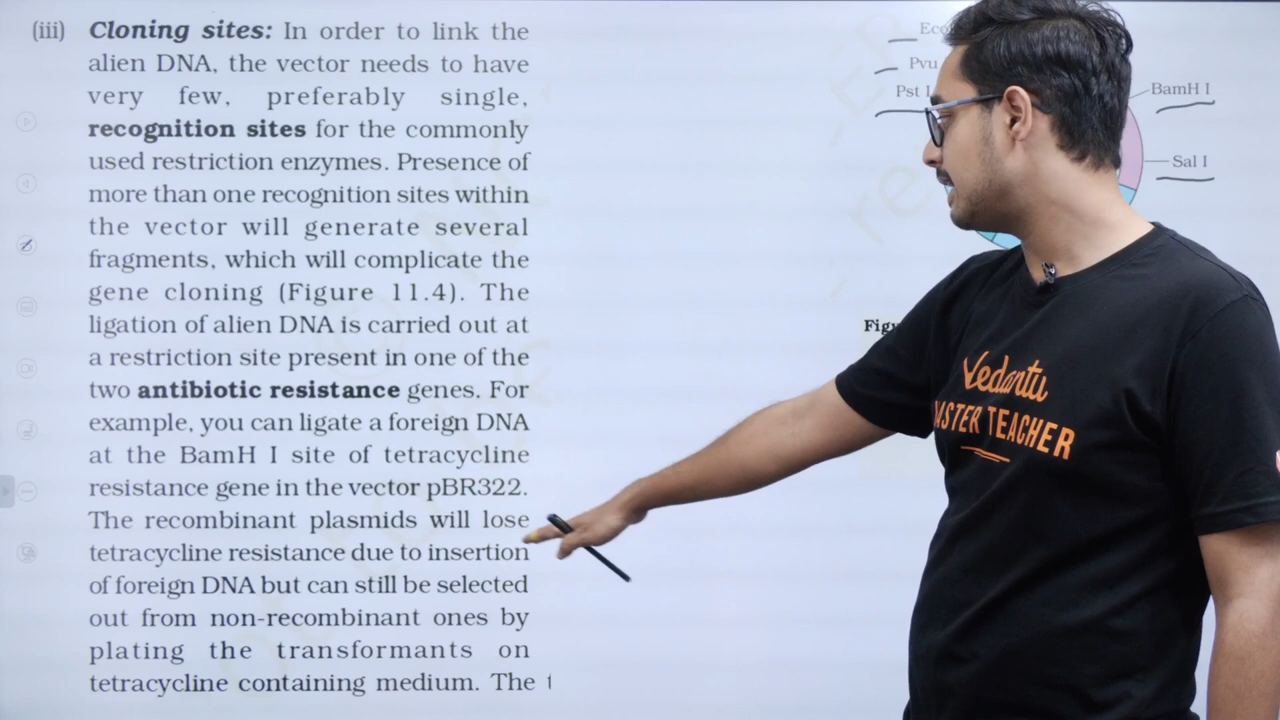 (iii) Cloning sites: In order to link the
alien DNA, the vector needs to have
very few, preferably single,
recognition sites for the commonly
used restriction enzymes. Presence of
more than one recognition sites within
the vector will generate several
fragments, which will complicate the
gene cloning (Figure 11.4). The
ligation of alien DNA is carried out at
a restriction site present in one of the
two antibiotic resistance genes. For
example, you can ligate a foreign DNA
at the BamH I site of tetracycline
resistance gene in the vector pBR322.
The recombinant plasmids will lose
tetracycline resistance due to insertion
of foreign DNA but can still be selected
out from non-recombinant ones by
plating the transformants on
tetracycline containing medium. The t
Eco
Pvu
Pst I
BamH I
Sal I
Figu
Vedantu
ASTER TEACHER